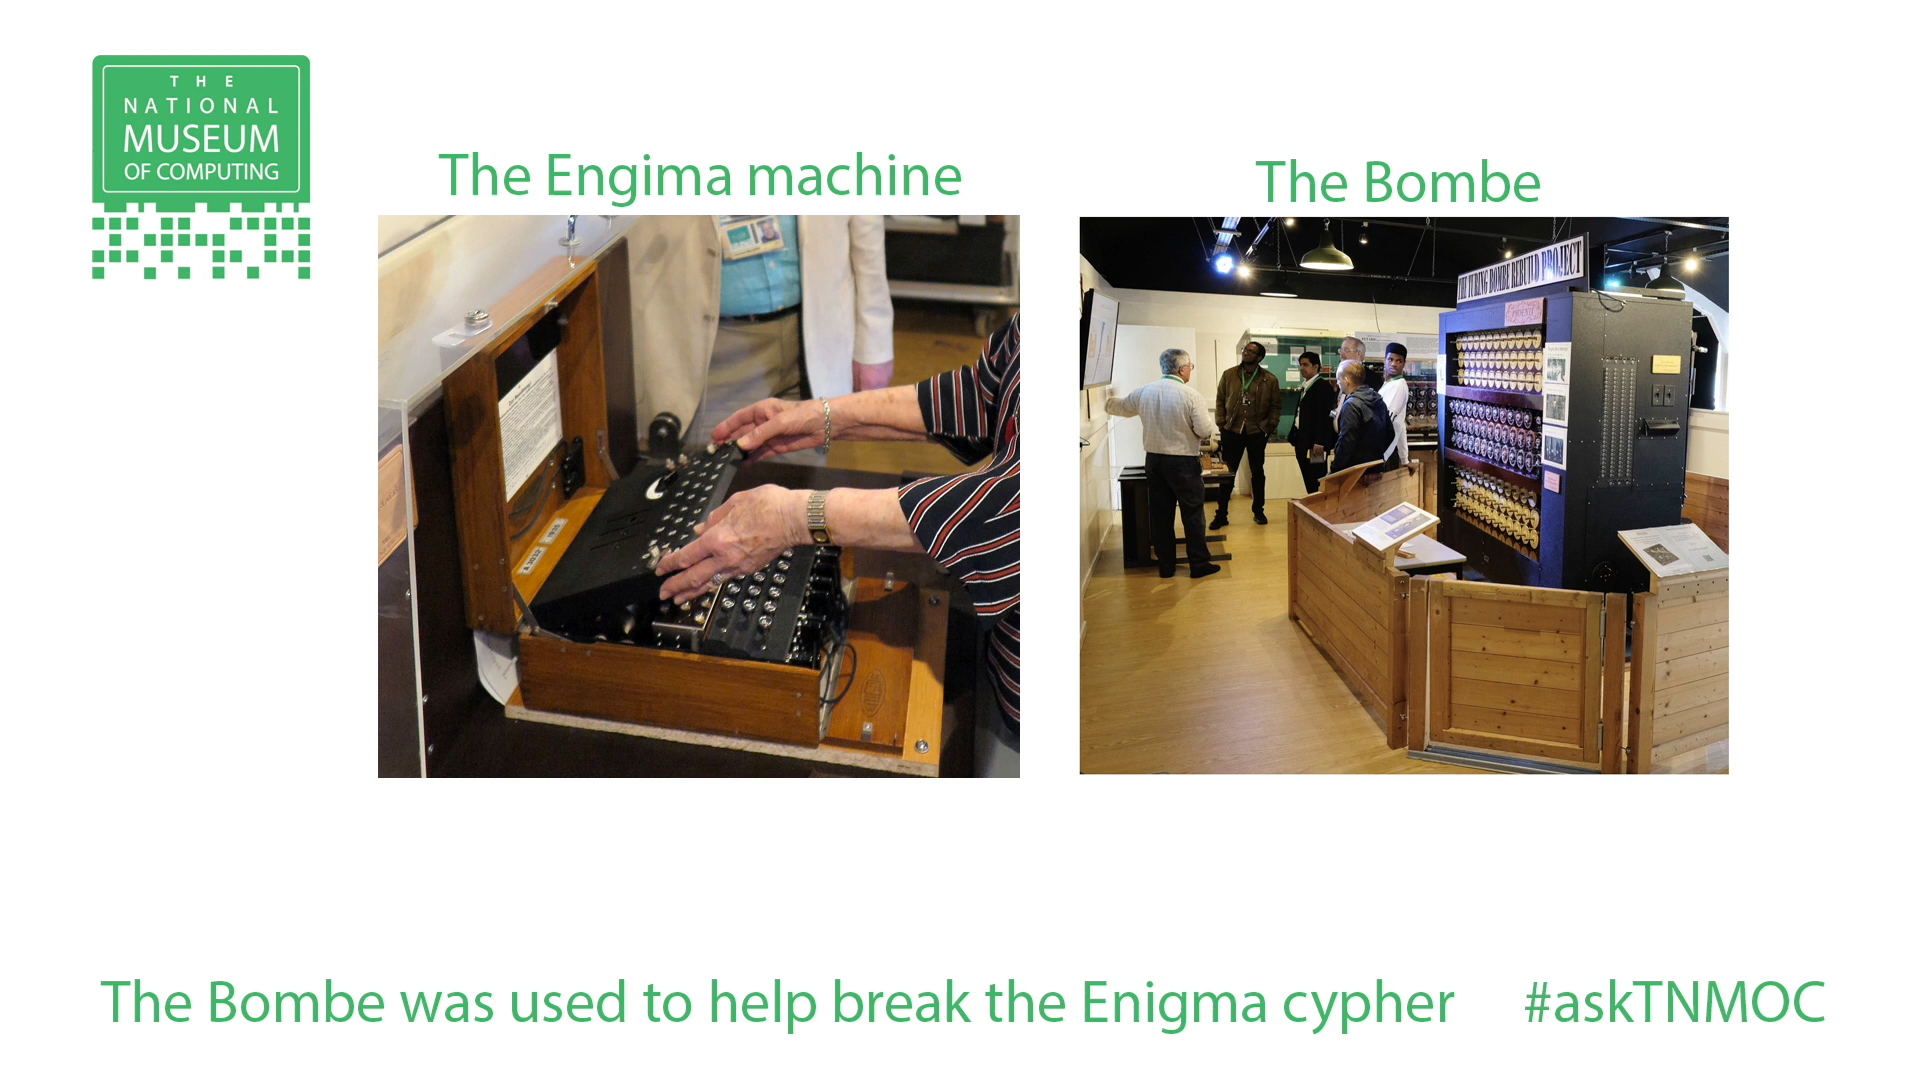 THE
NATIONAL
MUSEUM
OF COMPUTING
The Engima machine
The Bombe
THE TURING BOMBE REBUILD PROJECT
The Bombe was used to help break the Enigma cypher
#askTNMOC